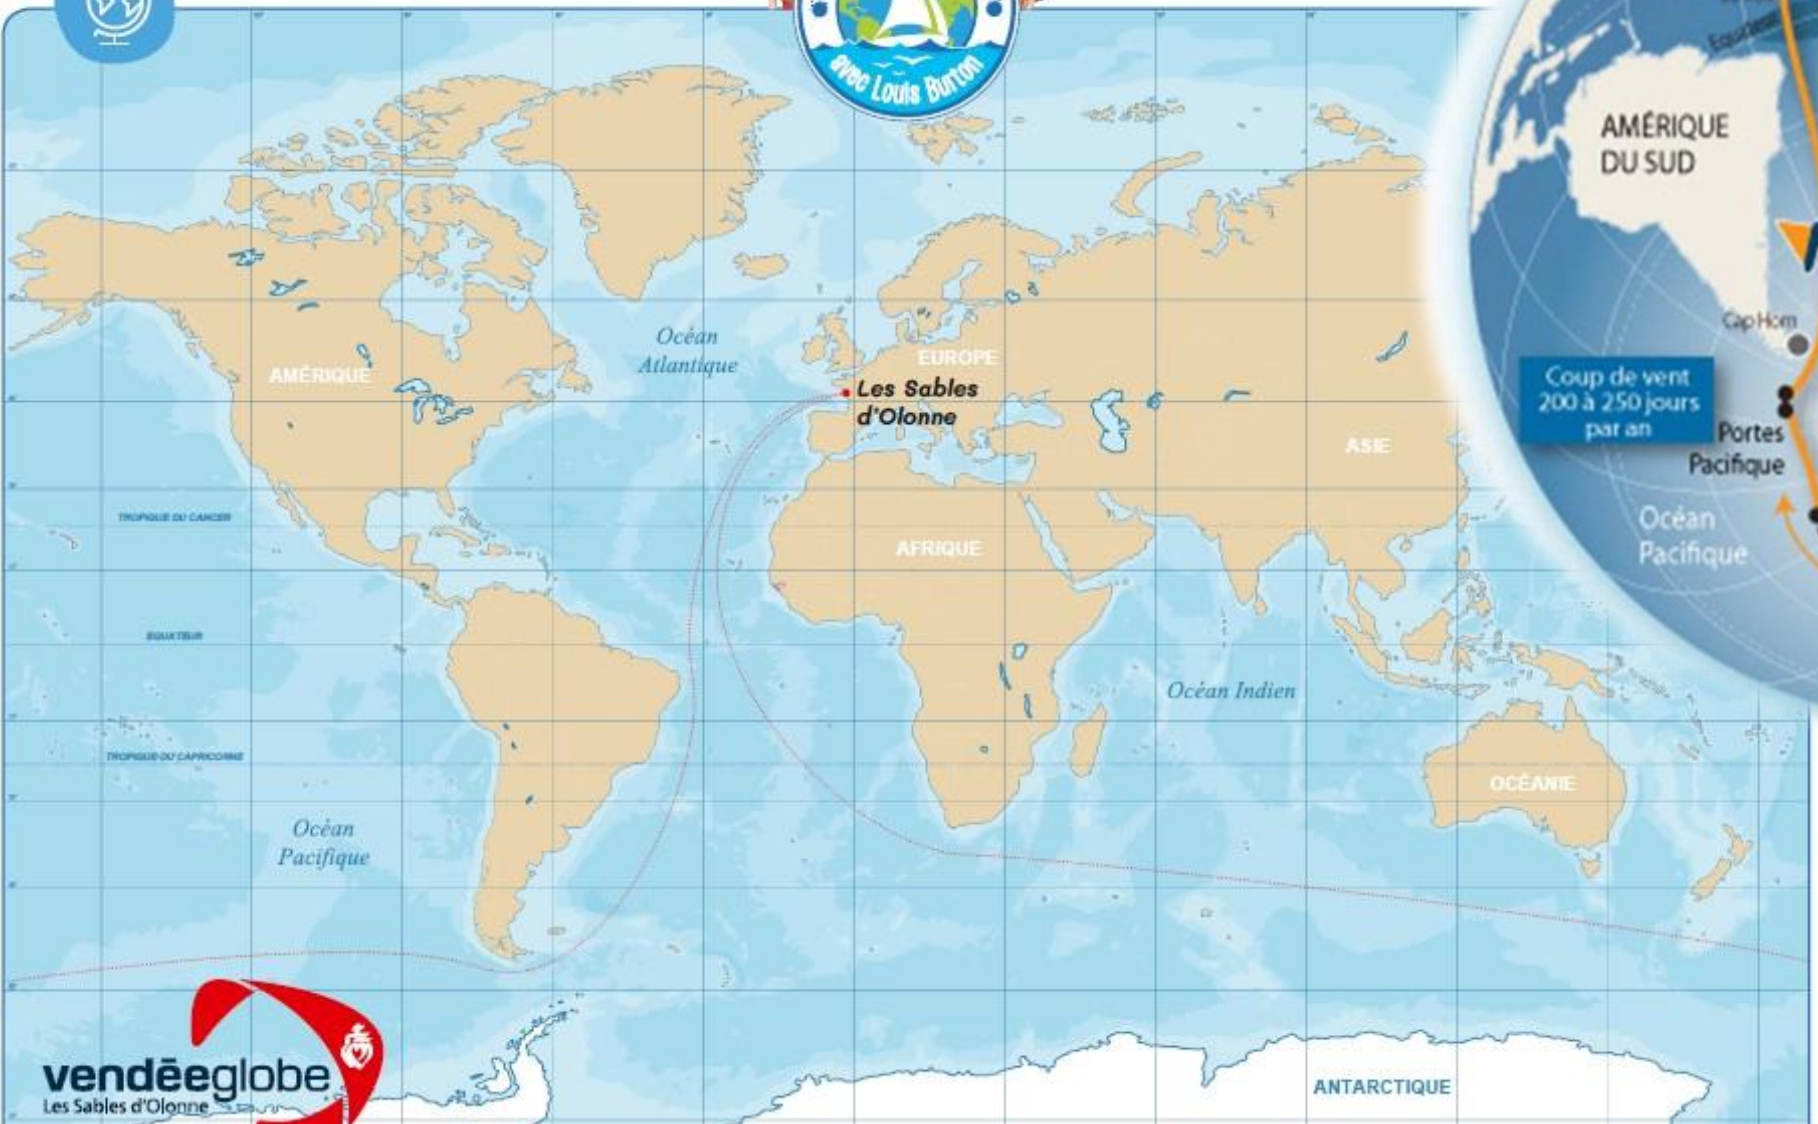 avec Louis Burton
Equateur
AMÉRIQUE
DU SUD
Cap Horn
Coup de vent
200 à 250 jours
par an
Portes
Pacifique
Océan
Pacifique
Océan
Atlantique
EUROPE
AMÉRIQUE
Les Sables
d'Olonne
ASIE
TROPIQUE DU CANCER
AFRIQUE
EQUATEUR
Océan Indien
TROPIQUE DU CAPRICORNE
OCÉANIE
Océan
Pacifique
vendēeglobe
Les Sables d'Olonne
ANTARCTIQUE